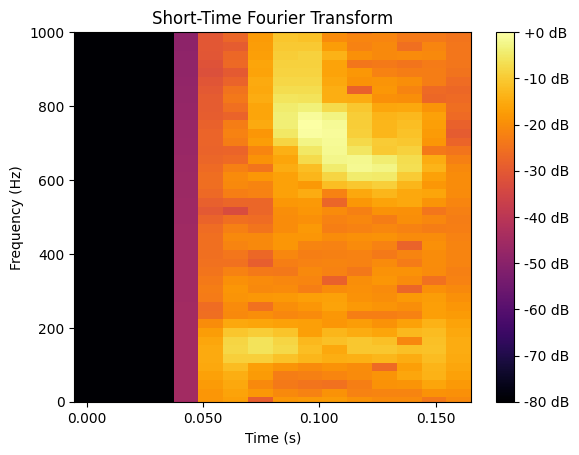 Short-Time Fourier Transform
1000
800
600
400
200
0
Frequency (Hz)
0.000
0.050
0.100
0.150
Time (s)
+0 dB
-10 dB
-20 dB
-30 dB
-40 dB
-50 dB
-60 dB
-70 dB
-80 dB